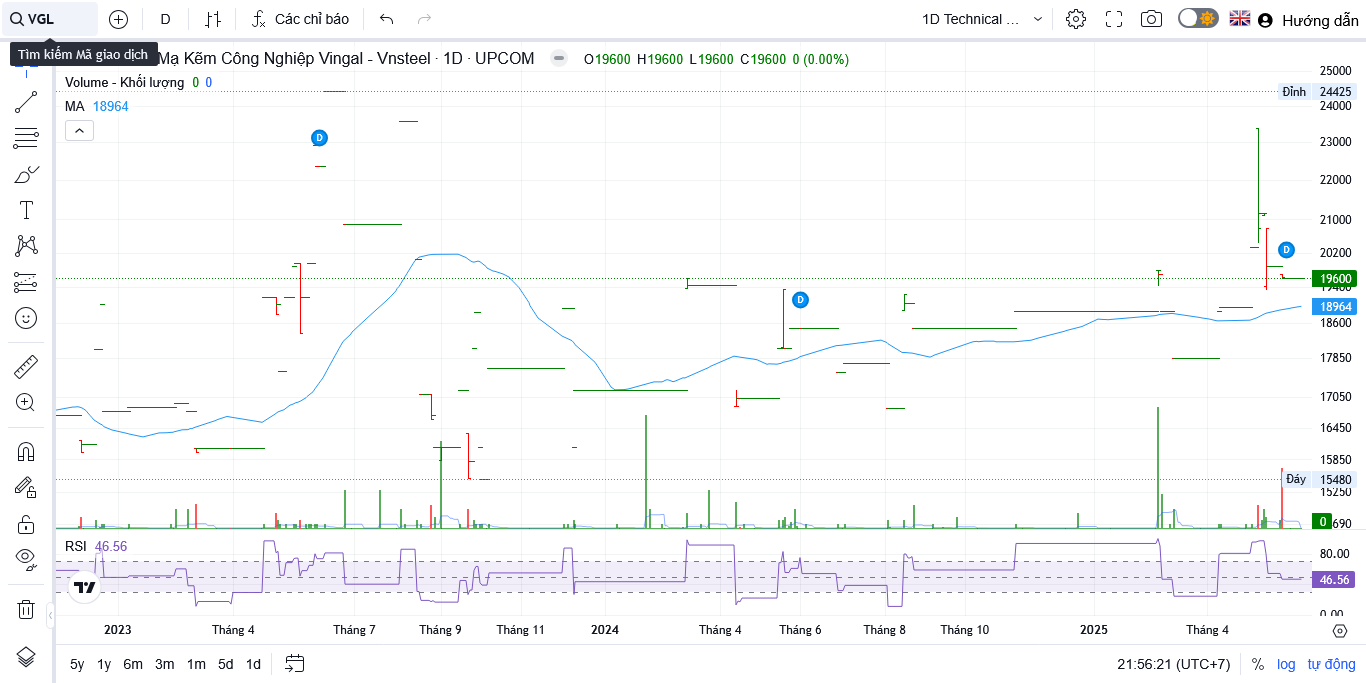 VGL D Các chỉ báo 1D Technical ... Hướng dẫn
Tìm kiếm Mã giao dịch
Mạ Kẽm Công Nghiệp Vingal - Vnsteel · 1D · UPCOM O19600 H19600 L19600 C19600 0 (0.00%)
Volume - Khối lượng 0 0
MA 18964
D
D
D
25000
Đỉnh 24425
24000
23000
22000
21000
20200
19600
19400
18964
18600
17850
17050
16450
15850
Đáy 15480
15250
0
690
RSI 46.56
80.00
46.56
0.00
2023 Tháng 4 Tháng 7 Tháng 9 Tháng 11 2024 Tháng 4 Tháng 6 Tháng 8 Tháng 10 2025 Tháng 4
5y 1y 6m 3m 1m 5d 1d 21:56:21 (UTC+7) % log tự động